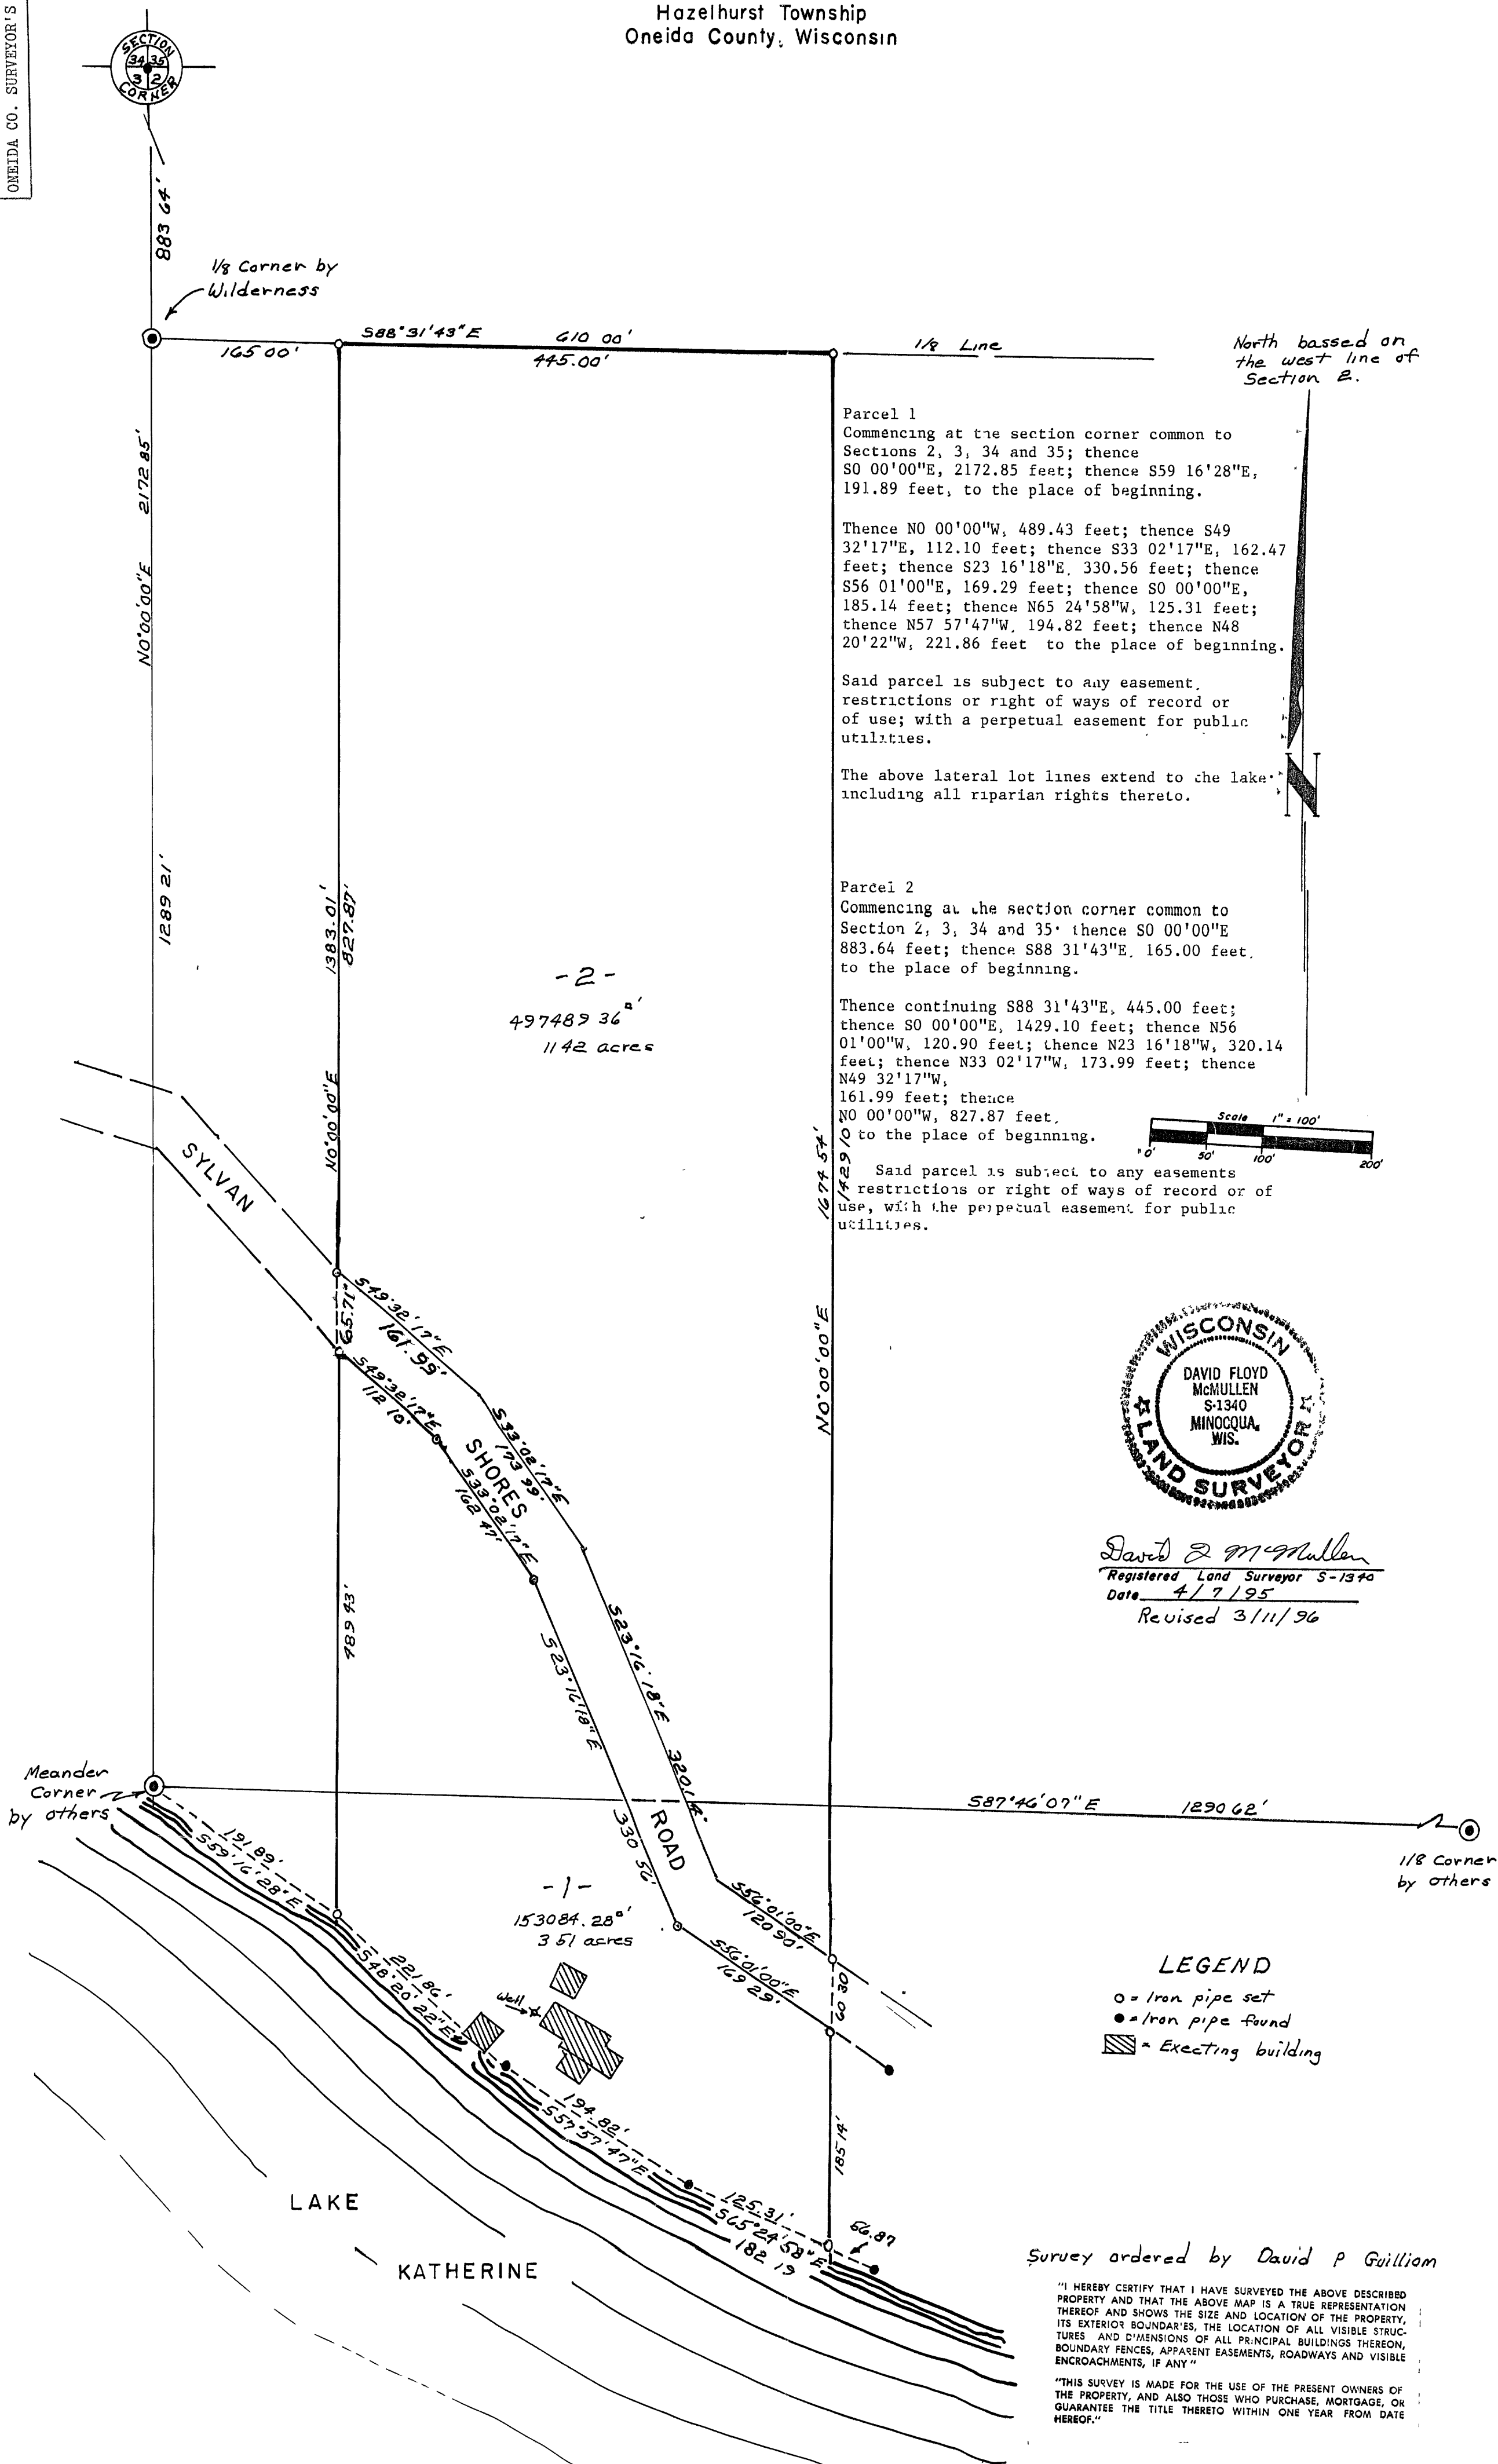 ONEIDA CO. SURVEYOR'S
Hazelhurst Township
Oneida County, Wisconsin
SECTION
34 35
3 2
CORNER
883 64'
1/8 Corner by
Wilderness
S88°31'43"E 610 00'
165 00'
445.00'
1/8 Line
North bassed on
the west line of
Section 2.
N0°00'00"E 2172 85'
1289 21'
1383.01'
827.87'
N0°00'00"E
Parcel 1
Commencing at the section corner common to
Sections 2, 3, 34 and 35; thence
S0 00'00"E, 2172.85 feet; thence S59 16'28"E,
191.89 feet, to the place of beginning.
Thence N0 00'00"W, 489.43 feet; thence S49
32'17"E, 112.10 feet; thence S33 02'17"E, 162.47
feet; thence S23 16'18"E, 330.56 feet; thence
S56 01'00"E, 169.29 feet; thence S0 00'00"E,
185.14 feet; thence N65 24'58"W, 125.31 feet;
thence N57 57'47"W, 194.82 feet; thence N48
20'22"W, 221.86 feet to the place of beginning.
Said parcel is subject to any easement,
restrictions or right of ways of record or
of use; with a perpetual easement for public
utilities.
The above lateral lot lines extend to the lake
including all riparian rights thereto.
N
Parcel 2
Commencing at the section corner common to
Section 2, 3, 34 and 35; thence S0 00'00"E
883.64 feet; thence S88 31'43"E, 165.00 feet,
to the place of beginning.
Thence continuing S88 31'43"E, 445.00 feet;
thence S0 00'00"E, 1429.10 feet; thence N56
01'00"W, 120.90 feet; thence N23 16'18"W, 320.14
feet; thence N33 02'17"W, 173.99 feet; thence
N49 32'17"W,
161.99 feet; thence
N0 00'00"W, 827.87 feet,
to the place of beginning.
Said parcel is subject to any easements
restrictions or right of ways of record or of
use, with the perpetual easement for public
utilities.
Scale 1" = 100'
0' 50' 100' 200'
-2-
497489 36□'
11 42 acres
1674 54'
1429 10
N0°00'00"E
SYLVAN
SHORES
ROAD
65.71'
S49°32'17"E
161.99'
S49°32'17"E
112 10'
S33°02'17"E
173 99'
S33°02'17"E
162 47'
S23°16'18"E 320.14'
S23°16'18"E
330 56'
489 43'
WISCONSIN
DAVID FLOYD
McMULLEN
S-1340
MINOCQUA,
WIS.
LAND SURVEYOR
David F McMullen
Registered Land Surveyor S-1340
Date 4/7/95
Revised 3/11/96
Meander
Corner
by others
S87°46'07"E 1290 62'
1/8 Corner
by others
191 89'
S59°16'28"E
-1-
153084.28□'
3 51 acres
S56°01'00"E
120 90'
S56°01'00"E
169 29'
60 30
221 86'
S48°20'22"E
Well
194.82'
S57°57'47"E
185 14'
125.31'
S65°24'58"E
182 19
56.87
LEGEND
○ = Iron pipe set
● = Iron pipe found
= Execting building
LAKE
KATHERINE
Survey ordered by David P Guilliom
"I HEREBY CERTIFY THAT I HAVE SURVEYED THE ABOVE DESCRIBED
PROPERTY AND THAT THE ABOVE MAP IS A TRUE REPRESENTATION
THEREOF AND SHOWS THE SIZE AND LOCATION OF THE PROPERTY,
ITS EXTERIOR BOUNDARIES, THE LOCATION OF ALL VISIBLE STRUC-
TURES AND DIMENSIONS OF ALL PRINCIPAL BUILDINGS THEREON,
BOUNDARY FENCES, APPARENT EASEMENTS, ROADWAYS AND VISIBLE
ENCROACHMENTS, IF ANY"
"THIS SURVEY IS MADE FOR THE USE OF THE PRESENT OWNERS OF
THE PROPERTY, AND ALSO THOSE WHO PURCHASE, MORTGAGE, OR
GUARANTEE THE TITLE THERETO WITHIN ONE YEAR FROM DATE
HEREOF."